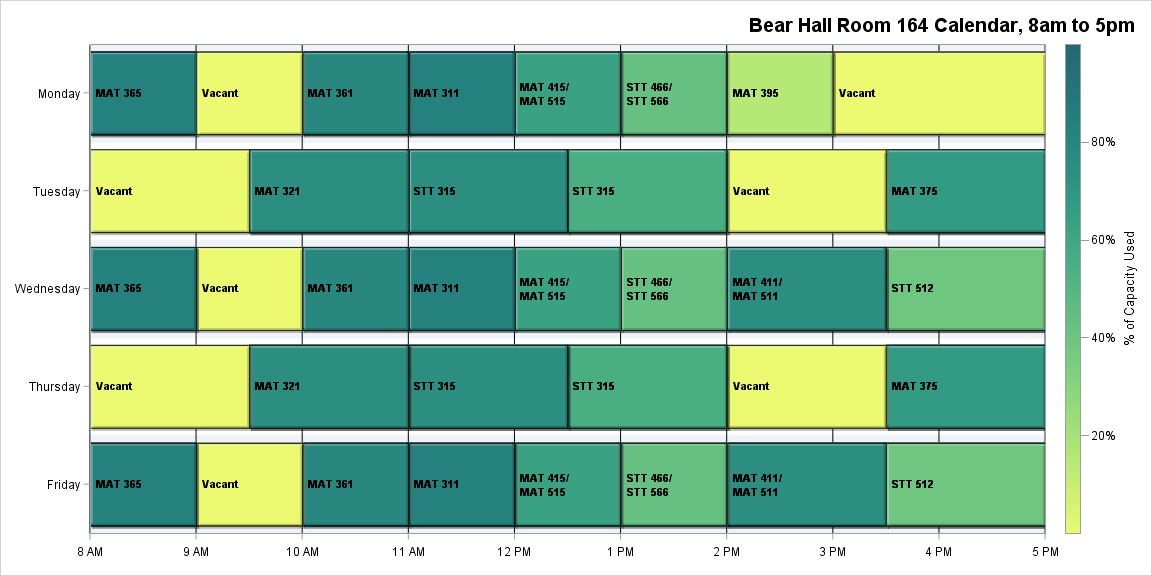 Bear Hall Room 164 Calendar, 8am to 5pm
Monday
MAT 365
Vacant
MAT 361
MAT 311
MAT 415/
MAT 515
STT 466/
STT 566
MAT 395
Vacant
Tuesday
Vacant
MAT 321
STT 315
STT 315
Vacant
MAT 375
Wednesday
MAT 365
Vacant
MAT 361
MAT 311
MAT 415/
MAT 515
STT 466/
STT 566
MAT 411/
MAT 511
STT 512
Thursday
Vacant
MAT 321
STT 315
STT 315
Vacant
MAT 375
Friday
MAT 365
Vacant
MAT 361
MAT 311
MAT 415/
MAT 515
STT 466/
STT 566
MAT 411/
MAT 511
STT 512
8 AM
9 AM
10 AM
11 AM
12 PM
1 PM
2 PM
3 PM
4 PM
5 PM
80%
60%
40%
20%
% of Capacity Used